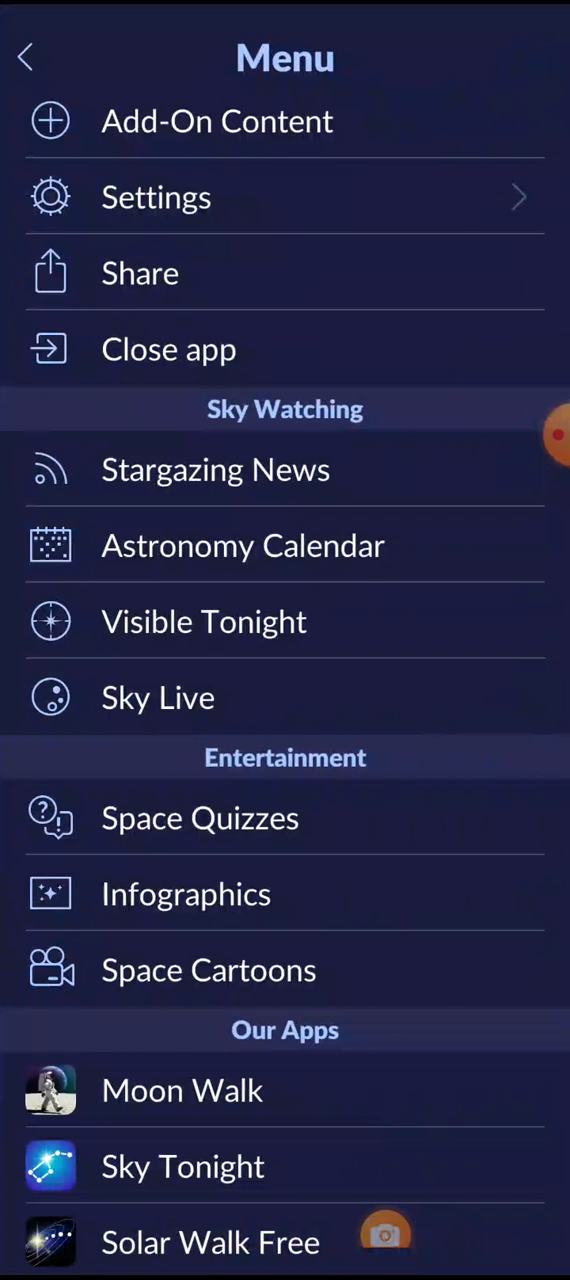 Menu
Add-On Content
Settings
Share
Close app
Sky Watching
Stargazing News
Astronomy Calendar
Visible Tonight
Sky Live
Entertainment
Space Quizzes
Infographics
Space Cartoons
Our Apps
Moon Walk
Sky Tonight
Solar Walk Free